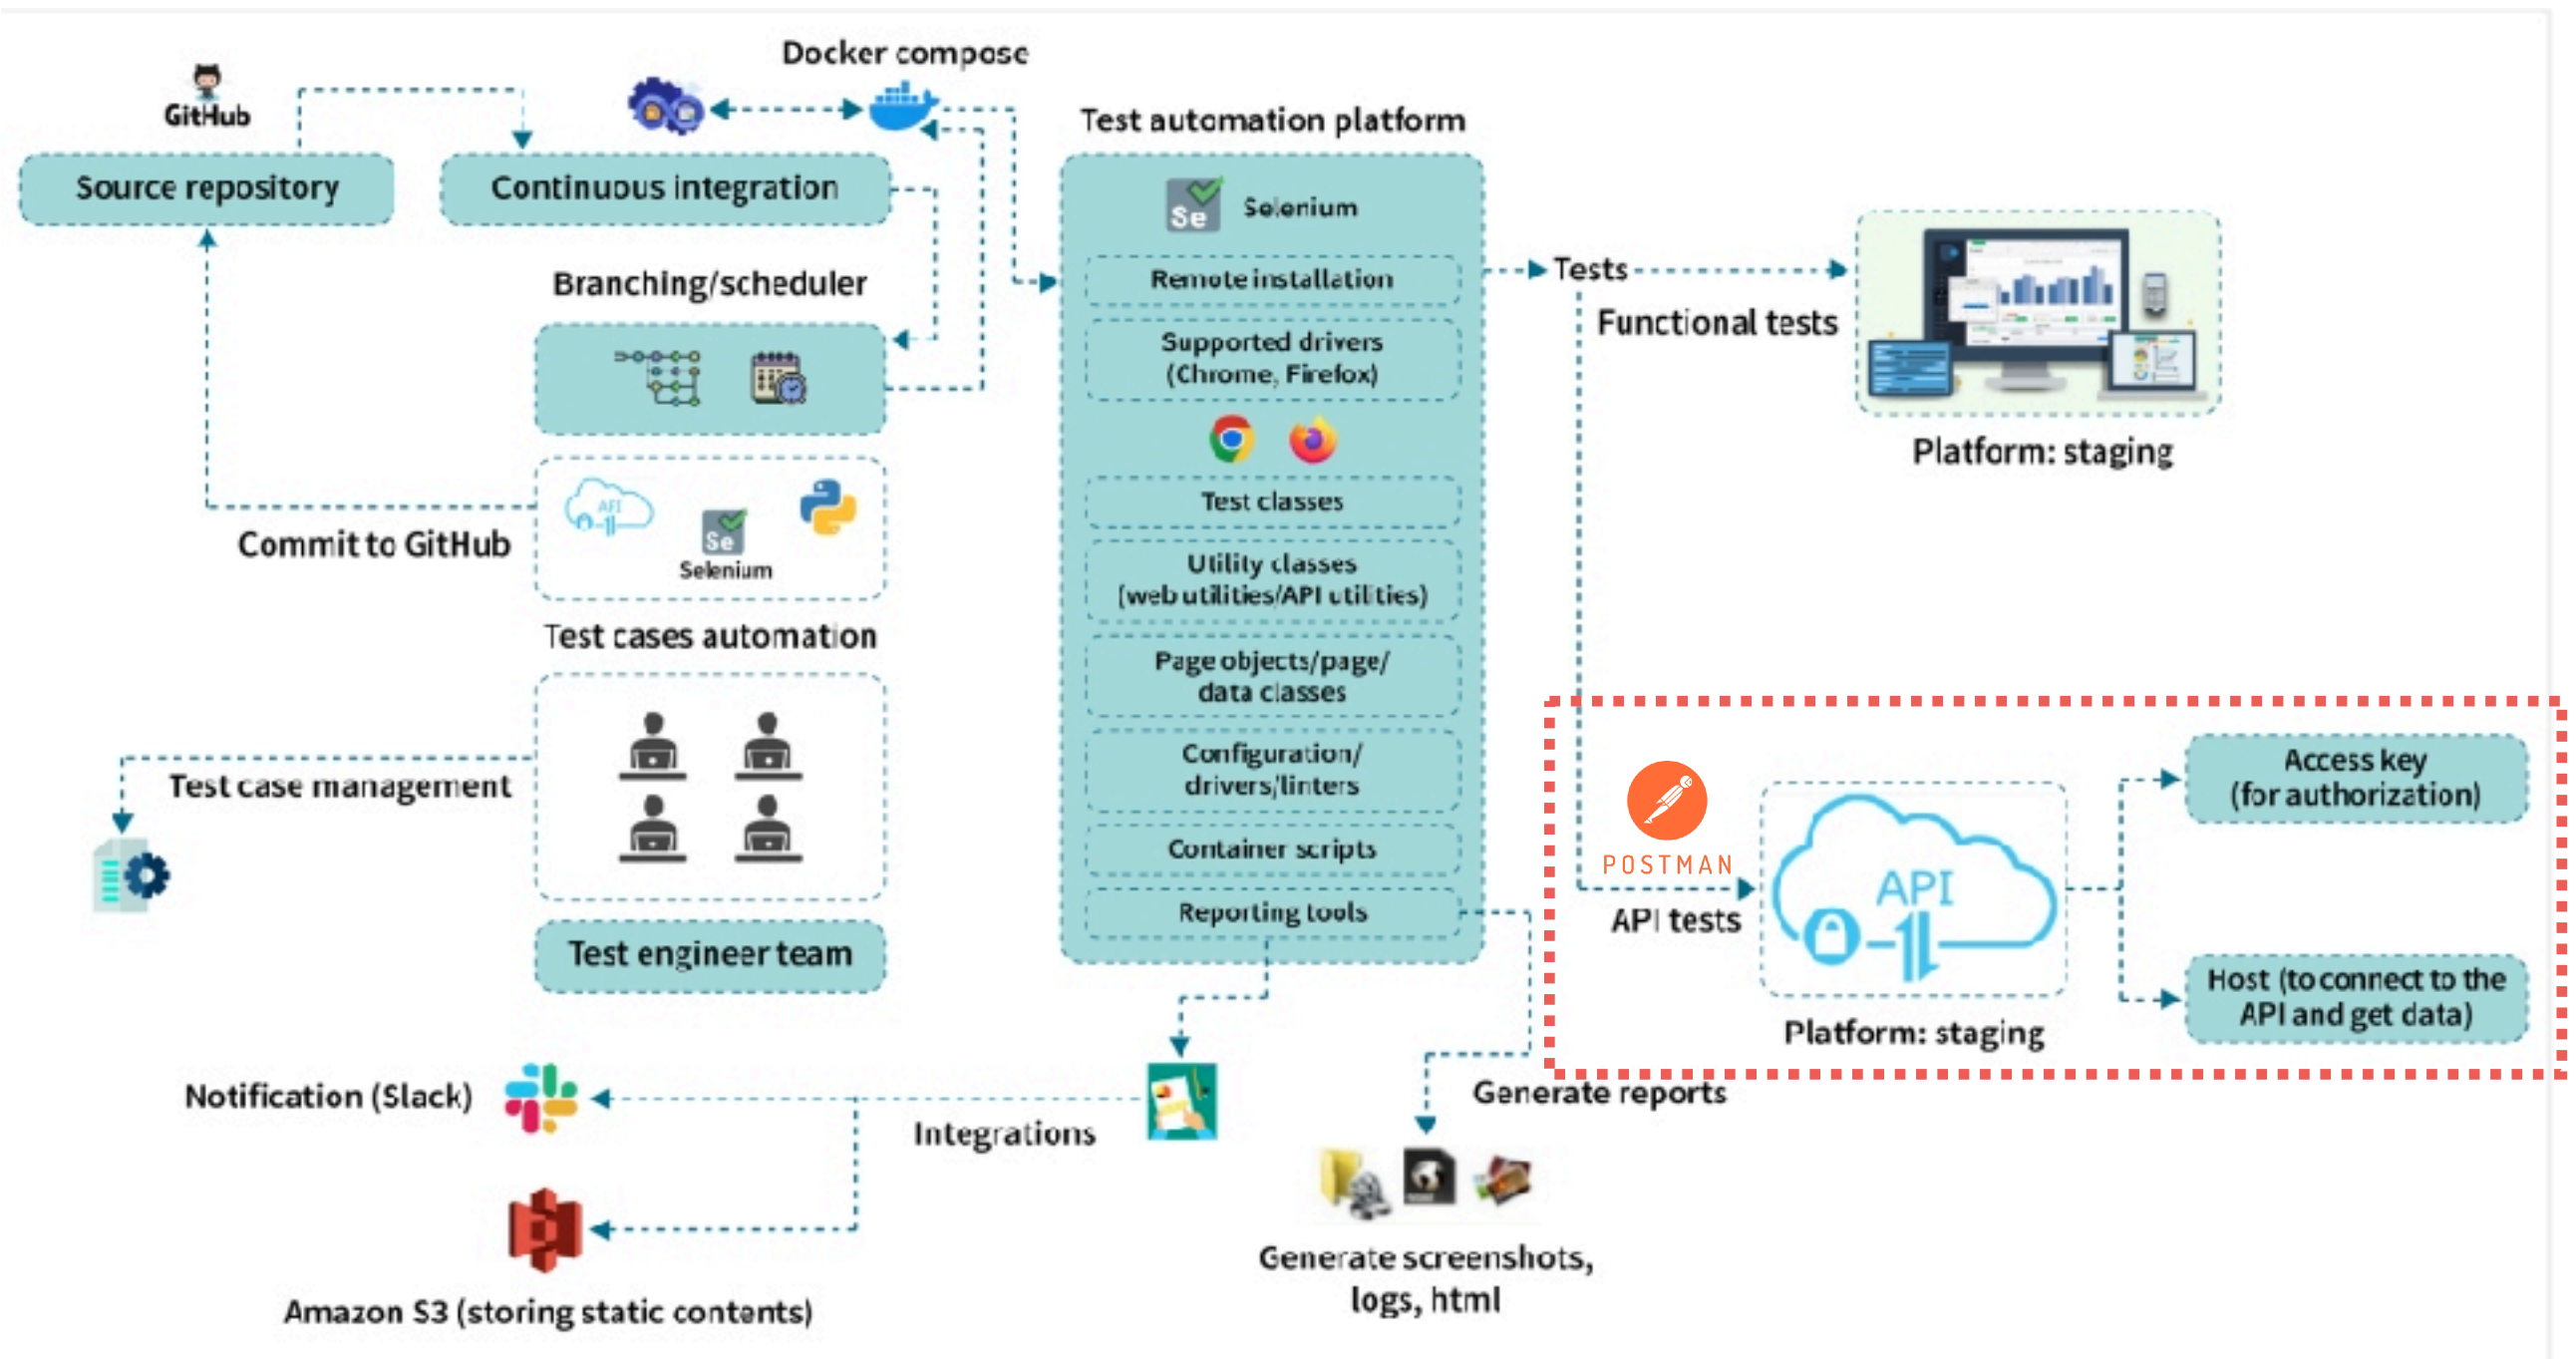 Docker compose
GitHub
Source repository
Continuous integration
Branching/scheduler
API
Se
Selenium
Commit to GitHub
Test cases automation
Test case management
Test engineer team
Test automation platform
Se
Selenium
Remote installation
Supported drivers
(Chrome, Firefox)
Test classes
Utility classes
(web utilities/API utilities)
Page objects/page/
data classes
Configuration/
drivers/linters
Container scripts
Reporting tools
Tests
Functional tests
Platform: staging
POSTMAN
API tests
API
Platform: staging
Access key
(for authorization)
Host (to connect to the
API and get data)
Notification (Slack)
Integrations
Amazon S3 (storing static contents)
Generate reports
Generate screenshots,
logs, html